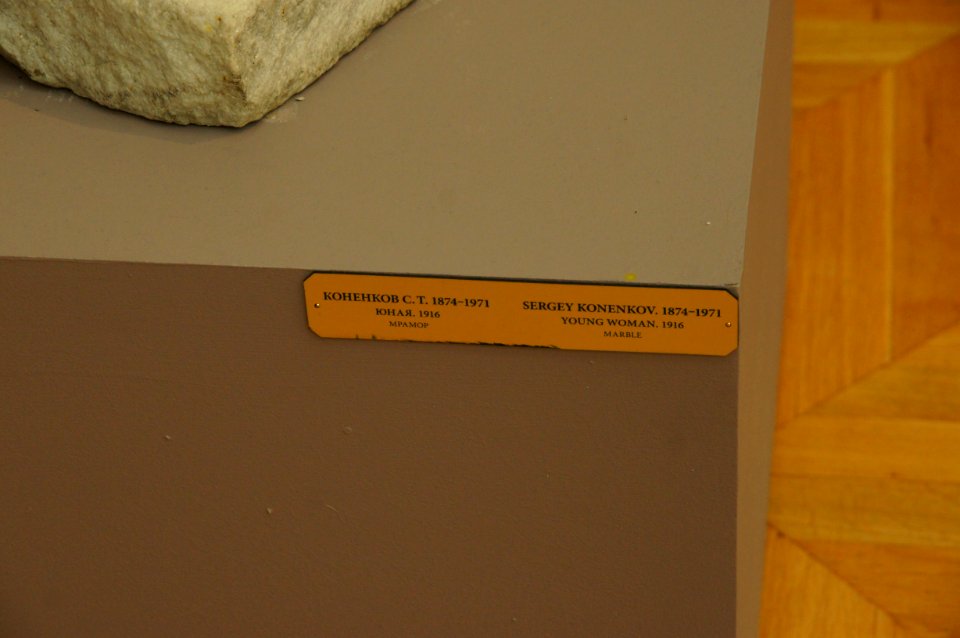 КОНЕНКОВ С. Т. 1874–1971
ЮНАЯ. 1916
МРАМОР
SERGEY KONENKOV. 1874–1971
YOUNG WOMAN. 1916
MARBLE